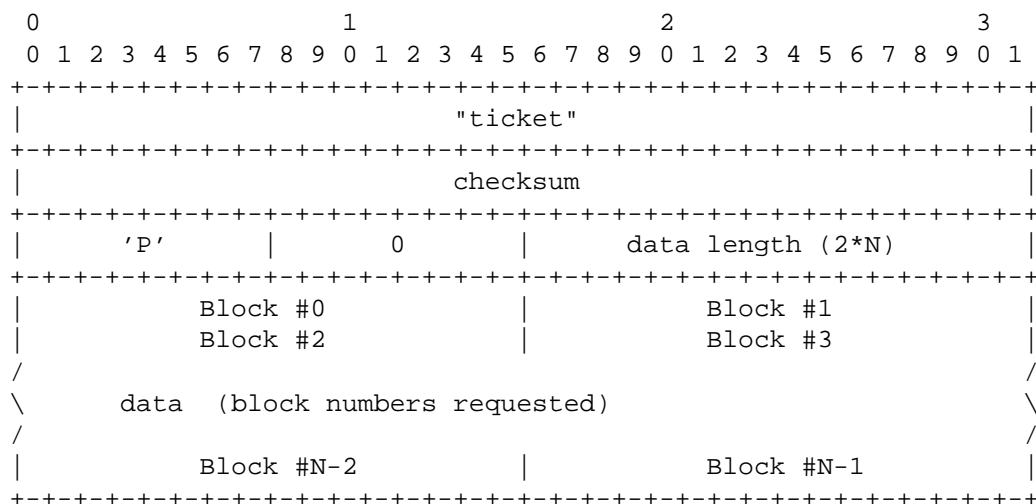 0                   1                   2                   3
 0 1 2 3 4 5 6 7 8 9 0 1 2 3 4 5 6 7 8 9 0 1 2 3 4 5 6 7 8 9 0 1
+-+-+-+-+-+-+-+-+-+-+-+-+-+-+-+-+-+-+-+-+-+-+-+-+-+-+-+-+-+-+-+-+
|                           "ticket"                            |
+-+-+-+-+-+-+-+-+-+-+-+-+-+-+-+-+-+-+-+-+-+-+-+-+-+-+-+-+-+-+-+-+
|                           checksum                            |
+-+-+-+-+-+-+-+-+-+-+-+-+-+-+-+-+-+-+-+-+-+-+-+-+-+-+-+-+-+-+-+-+
|      ’P’      |       0       |      data length (2*N)        |
+-+-+-+-+-+-+-+-+-+-+-+-+-+-+-+-+-+-+-+-+-+-+-+-+-+-+-+-+-+-+-+-+
|           Block #0            |           Block #1            |
|           Block #2            |           Block #3            |
/                                                               /
\      data  (block numbers requested)                          \
/                                                               /
|           Block #N-2          |           Block #N-1          |
+-+-+-+-+-+-+-+-+-+-+-+-+-+-+-+-+-+-+-+-+-+-+-+-+-+-+-+-+-+-+-+-+